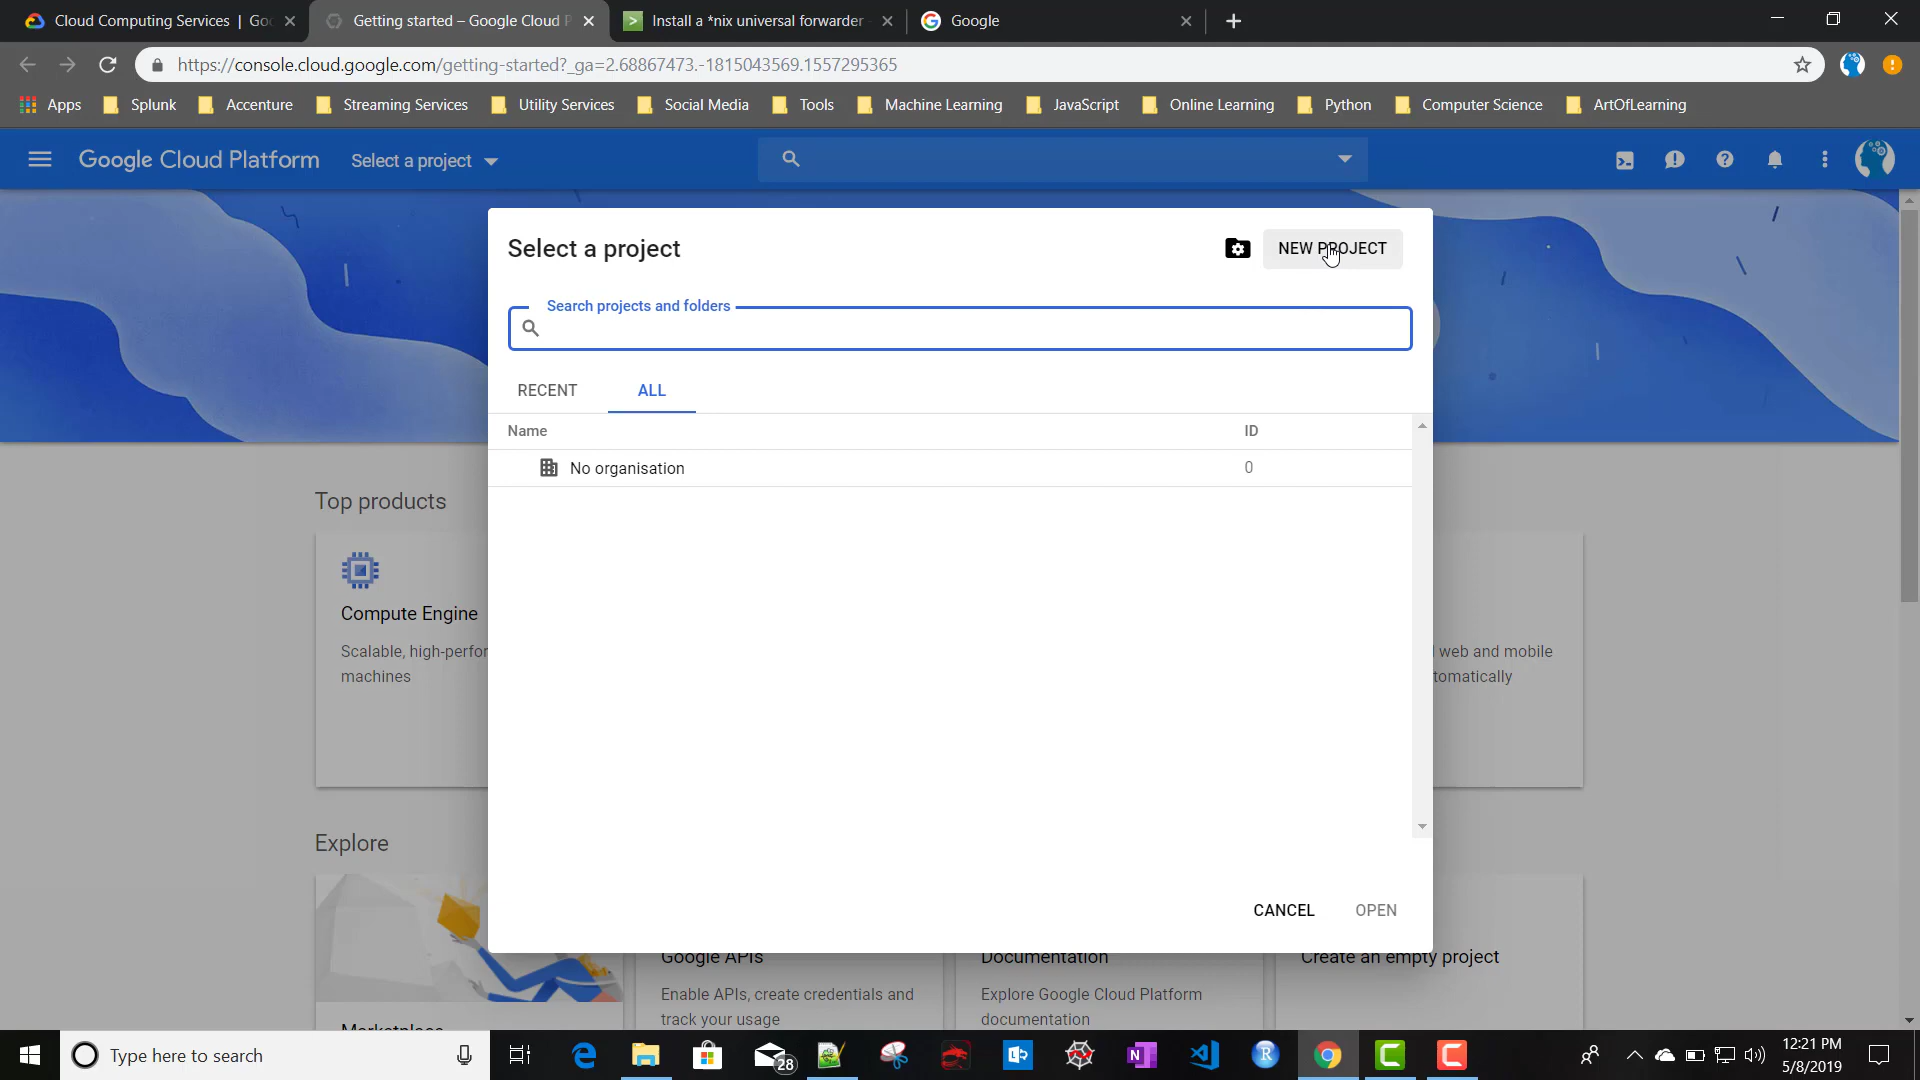 Cloud Computing Services | Go
Getting started – Google Cloud P
Install a *nix universal forwarder
Google
https://console.cloud.google.com/getting-started?_ga=2.68867473.-1815043569.1557295365
Apps Splunk Accenture Streaming Services Utility Services Social Media Tools Machine Learning JavaScript Online Learning Python Computer Science ArtOfLearning
Google Cloud Platform Select a project
Select a project
NEW PROJECT
Search projects and folders
RECENT ALL
Name ID
No organisation 0
Top products
Compute Engine
Scalable, high-perfor
machines
web and mobile
tomatically
CANCEL OPEN
Explore
Google APIs
Enable APIs, create credentials and
track your usage
Documentation
Explore Google Cloud Platform
documentation
Create an empty project
Marketplace
Type here to search
28
12:21 PM
5/8/2019